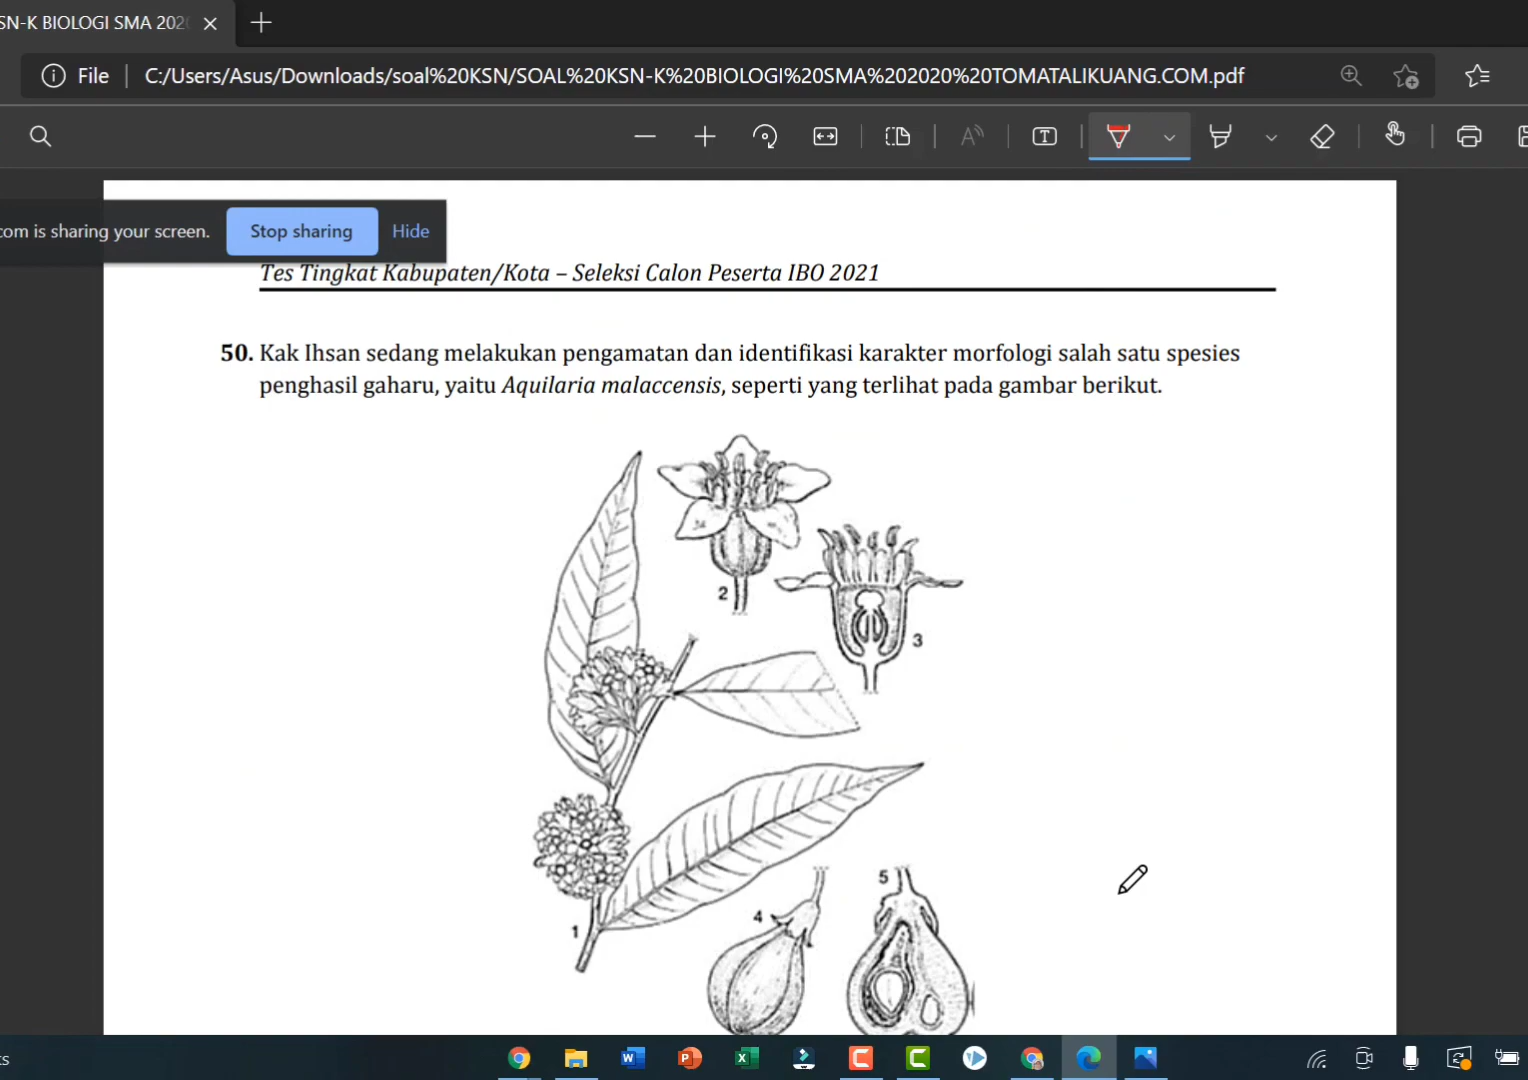 SN-K BIOLOGI SMA 202
File
C:/Users/Asus/Downloads/soal%20KSN/SOAL%20KSN-K%20BIOLOGI%20SMA%202020%20TOMATALIKUANG.COM.pdf
com is sharing your screen.
Stop sharing
Hide
Tes Tingkat Kabupaten/Kota – Seleksi Calon Peserta IBO 2021
50. Kak Ihsan sedang melakukan pengamatan dan identifikasi karakter morfologi salah satu spesies
penghasil gaharu, yaitu Aquilaria malaccensis, seperti yang terlihat pada gambar berikut.
2
3
5
4
1